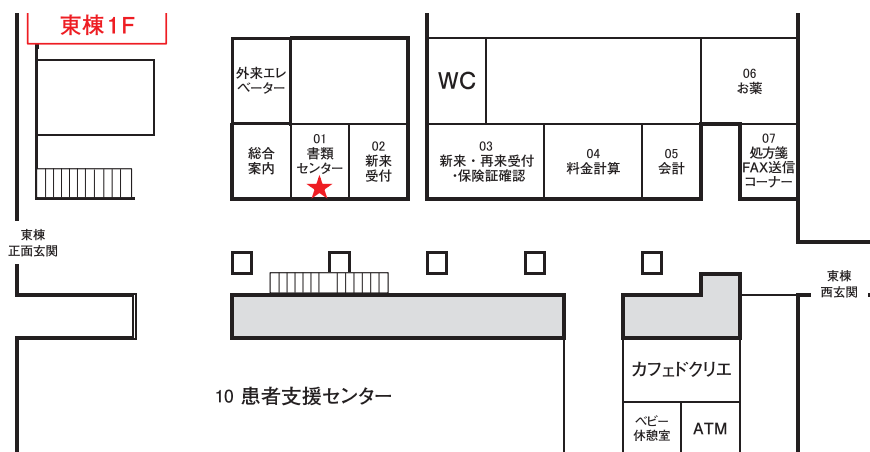 東棟1F
外来エレ
ベーター
WC
06
お薬
総合
案内
01
書類
センター
02
新来
受付
03
新来・再来受付
・保険証確認
04
料金計算
05
会計
07
処方箋
FAX送信
コーナー
東棟
正面玄関
東棟
西玄関
カフェドクリエ
10 患者支援センター
ベビー
休憩室
ATM